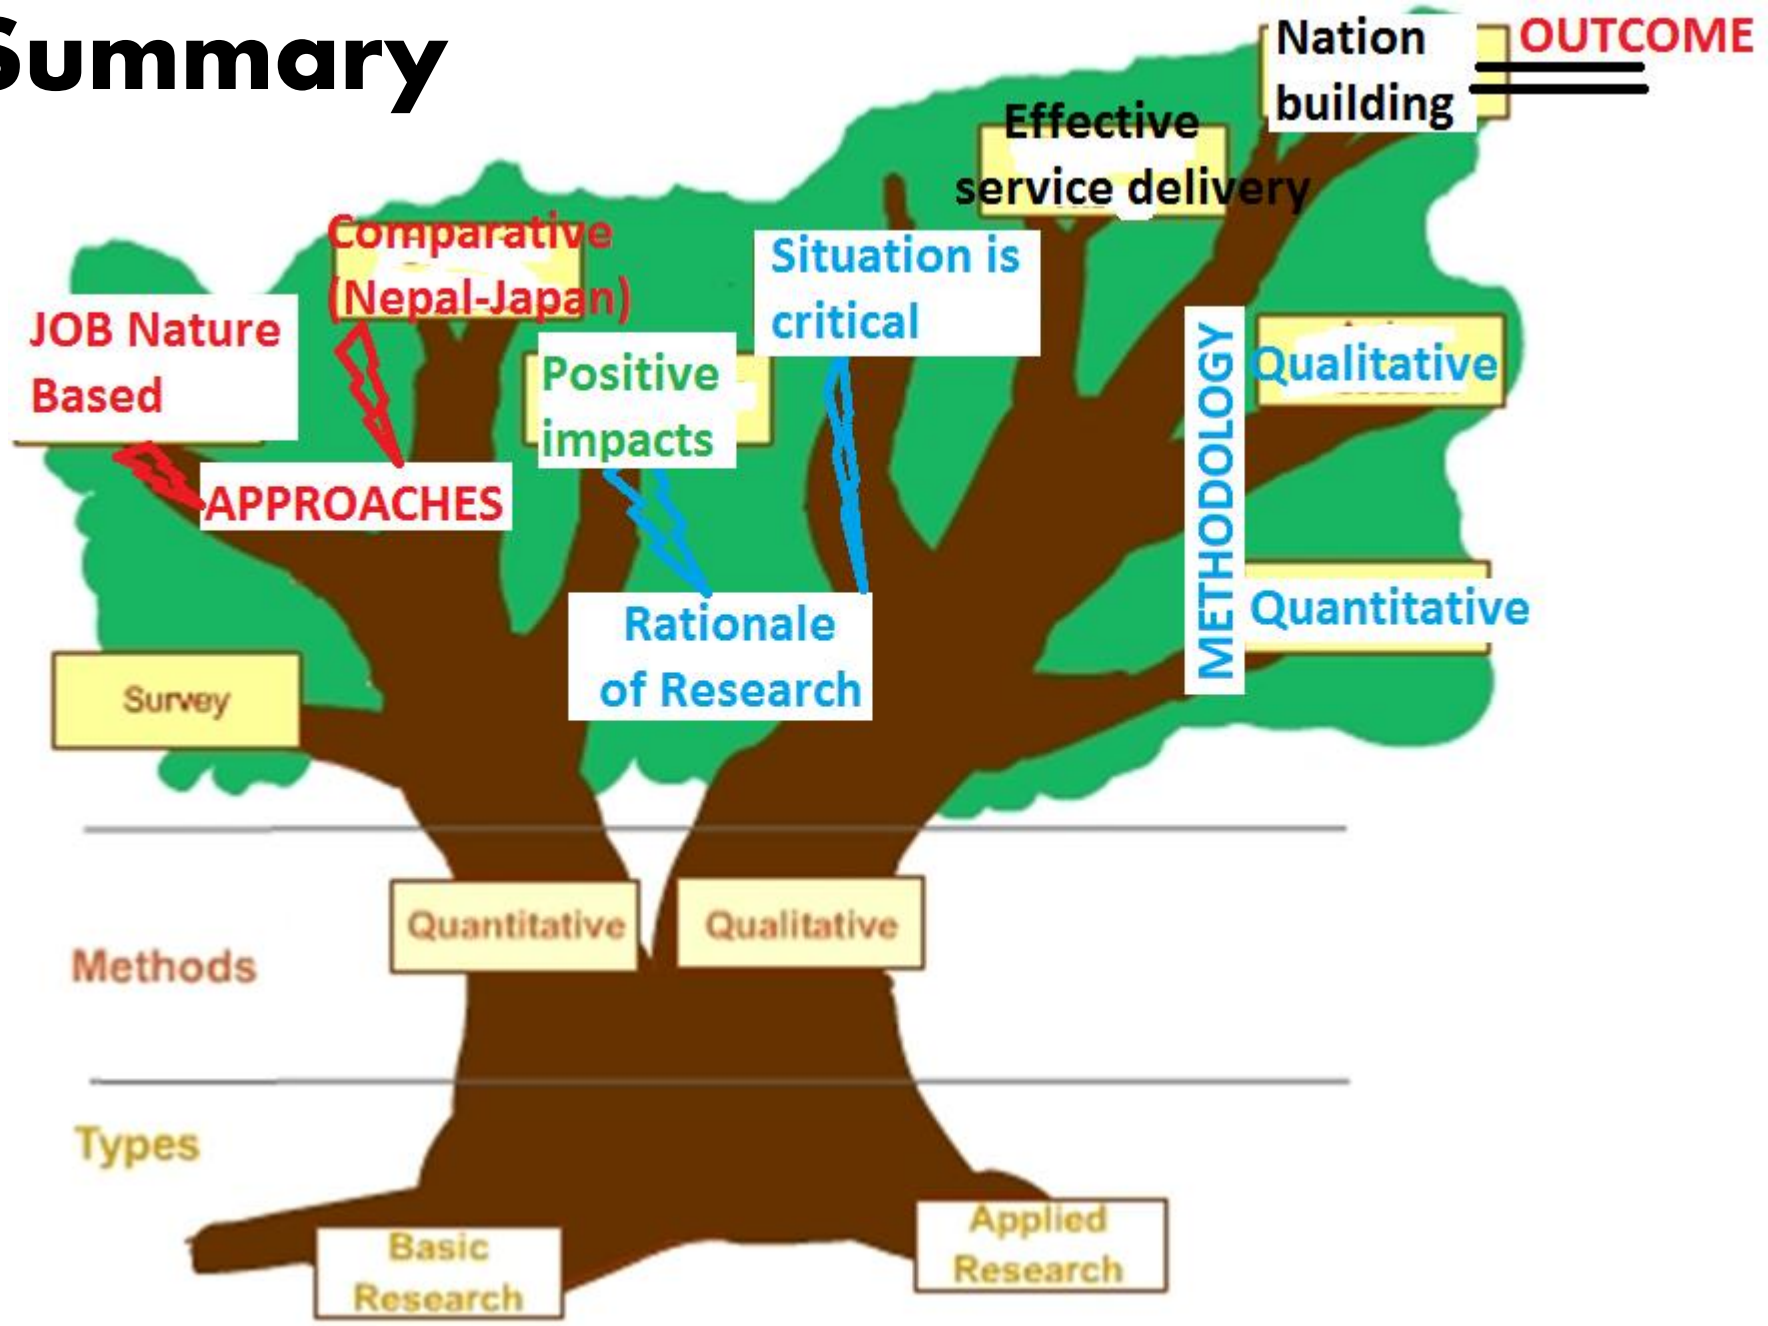 Summary
Nation
building
OUTCOME
Effective
service delivery
Comparative
(Nepal-Japan)
Situation is
critical
JOB Nature
Based
Positive
impacts
METHODOLOGY
Qualitative
APPROACHES
Quantitative
Rationale
of Research
Survey
Quantitative
Qualitative
Methods
Types
Basic
Research
Applied
Research